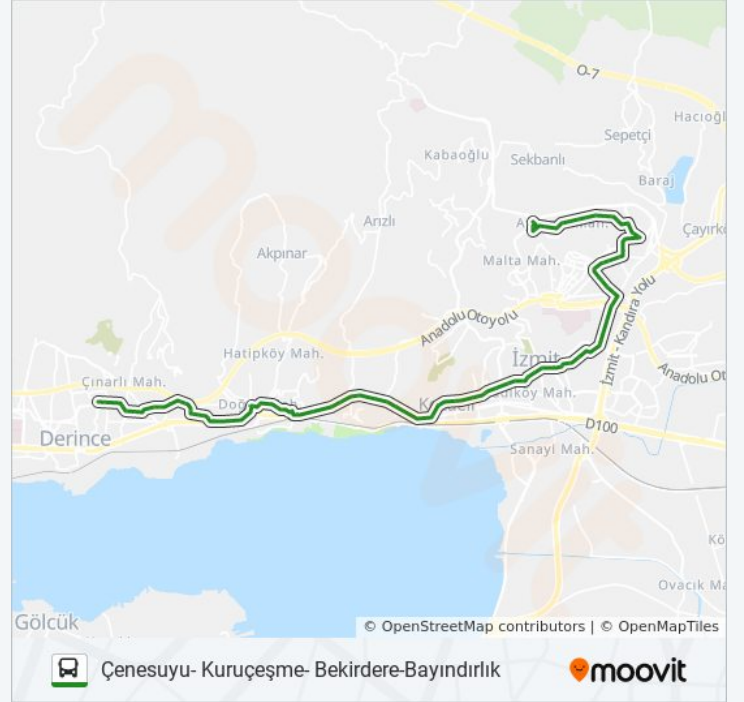 O-7
Hacıoğl
Sepetçi
Kabaoğlu
Sekbanlı
Baraj
Arızlı
Çayırko
Akpınar
Malta Mah.
Anadolu Otoyolu
İzmit - Kandıra Yolu
Hatipköy Mah.
İzmit
Anadolu Ot
Çınarlı Mah.
D100
Derince
Sanayi Mah.
Kö
Ovacık Ma
Gölcük
© OpenStreetMap contributors | © OpenMapTiles
Çenesuyu- Kuruçeşme- Bekirdere-Bayındırlık
moovit